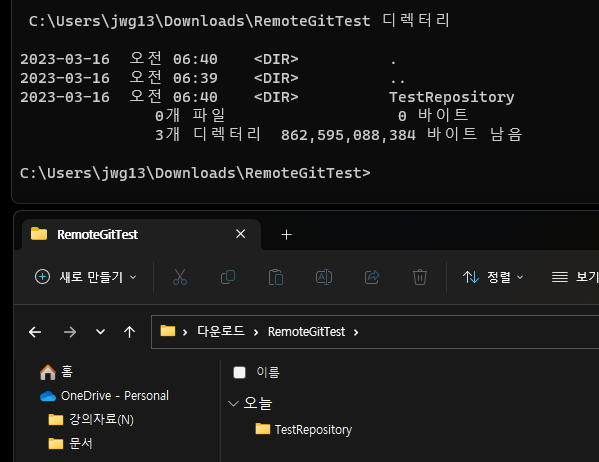 C:\Users\jwg13\Downloads\RemoteGitTest 디렉터리
2023-03-16 오전 06:40 <DIR> .
2023-03-16 오전 06:39 <DIR> ..
2023-03-16 오전 06:40 <DIR> TestRepository
0개 파일 0 바이트
3개 디렉터리 862,595,088,384 바이트 남음
C:\Users\jwg13\Downloads\RemoteGitTest>
RemoteGitTest
새로 만들기 정렬 보기
다운로드 > RemoteGitTest >
홈
OneDrive - Personal
강의자료(N)
문서
이름
오늘
TestRepository